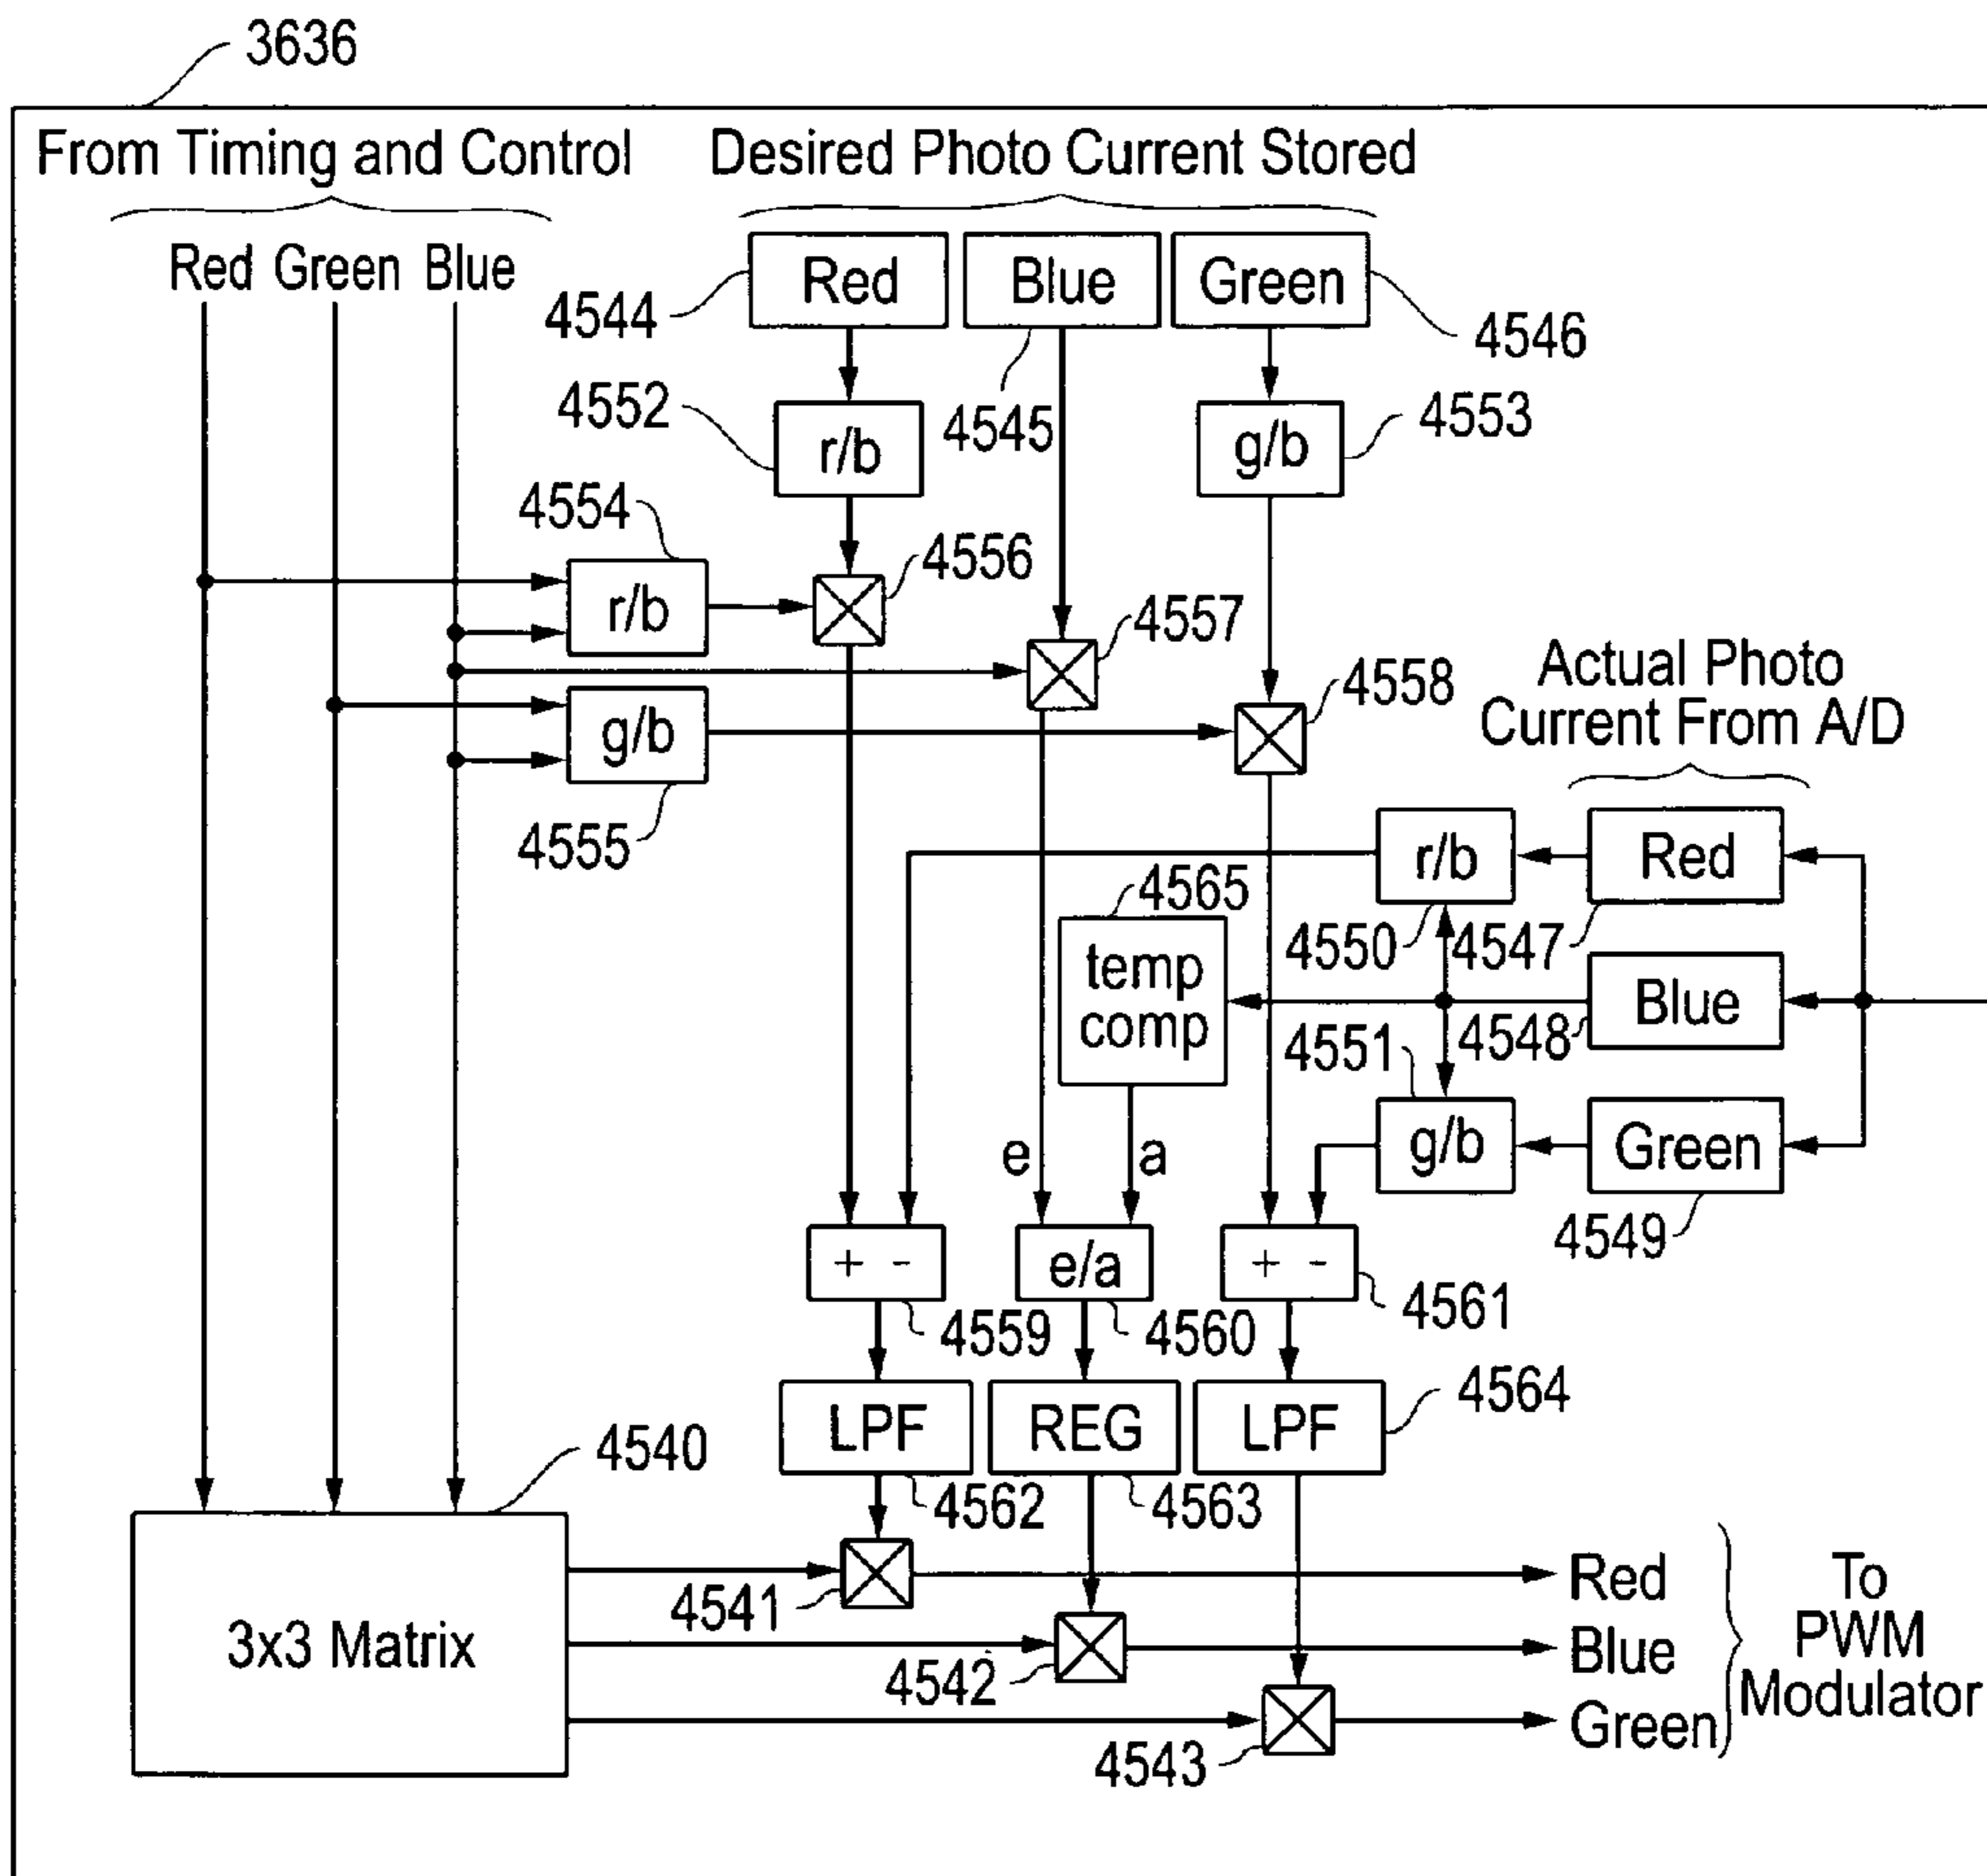 3636
From Timing and Control
Desired Photo Current Stored
Red Green Blue
Red
Blue
Green
4544
4546
4552
4545
4553
r/b
g/b
4554
4556
r/b
4557
4558
Actual Photo
Current From A/D
g/b
4555
r/b
Red
4565
4550
4547
temp
comp
Blue
4551
4548
e
a
g/b
Green
4549
+ -
e/a
+ -
4559
4560
4561
LPF
REG
LPF
4564
4540
4562
4563
3x3 Matrix
4541
4542
4543
Red
Blue
Green
To
PWM
Modulator